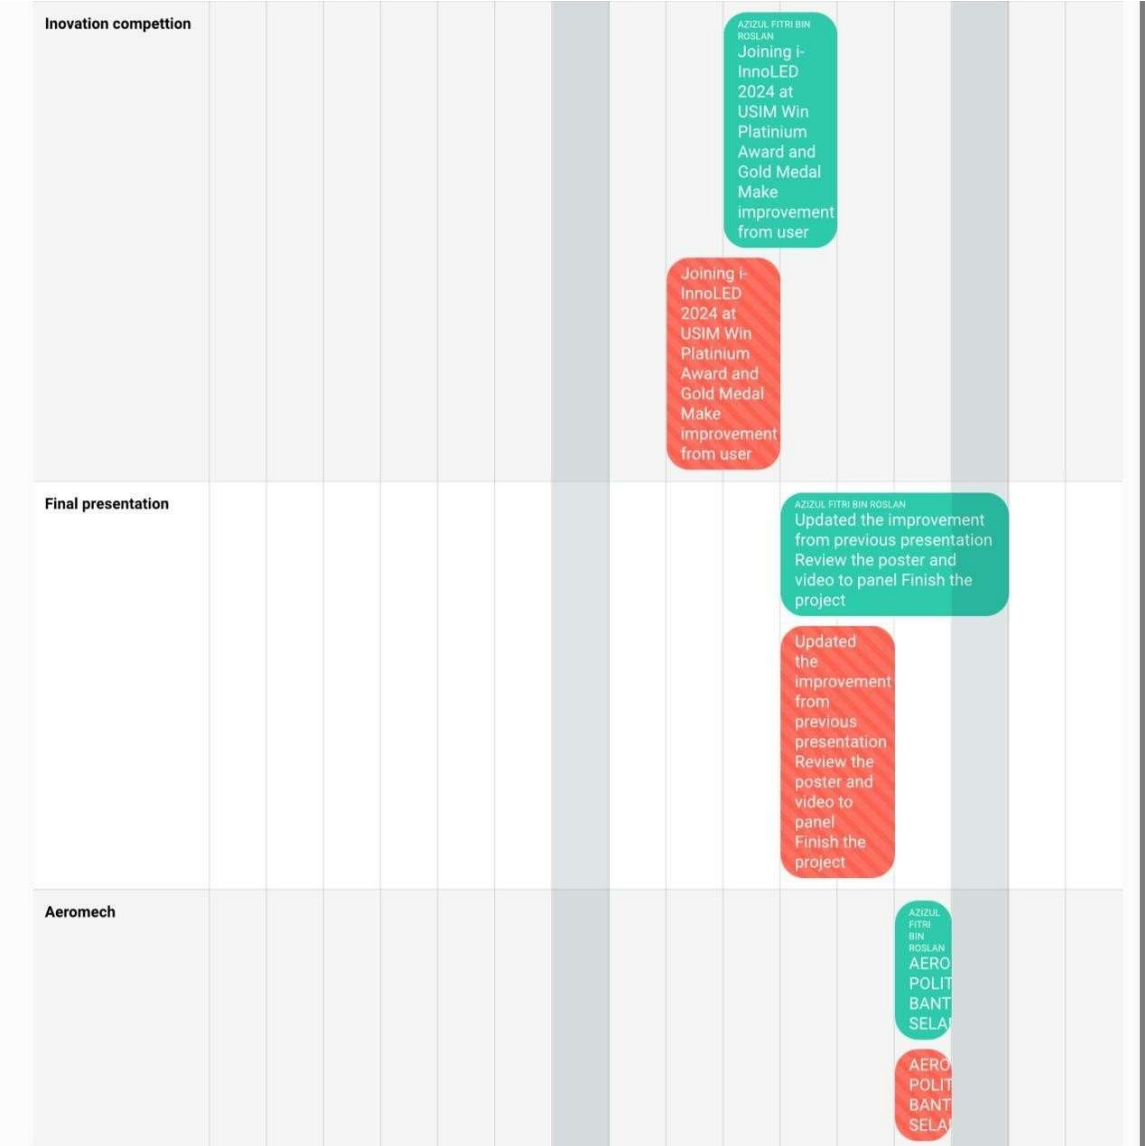 Inovation compettion
AZIZUL FITRI BIN
ROSLAN
Joining i-
InnoLED
2024 at
USIM Win
Platinium
Award and
Gold Medal
Make
improvement
from user
Joining i-
InnoLED
2024 at
USIM Win
Platinium
Award and
Gold Medal
Make
improvement
from user
Final presentation
AZIZUL FITRI BIN ROSLAN
Updated the improvement
from previous presentation
Review the poster and
video to panel Finish the
project
Updated
the
improvement
from
previous
presentation
Review the
poster and
video to
panel
Finish the
project
Aeromech
AZIZUL
FITRI
BIN
ROSLAN
AERO
POLIT
BANT
SELA
AERO
POLIT
BANT
SELA